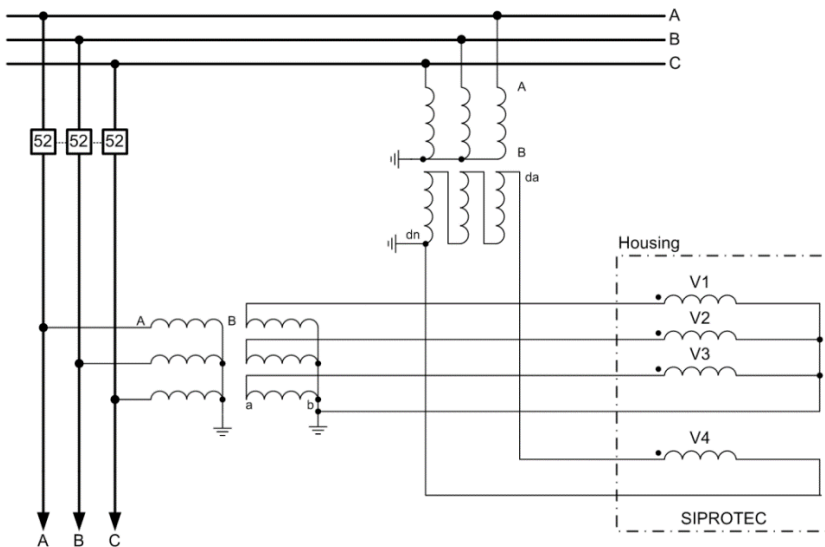 A
B
C
A
52 52 52
B
da
dn
Housing
V1
A B
V2
V3
a b
V4
SIPROTEC
A B C